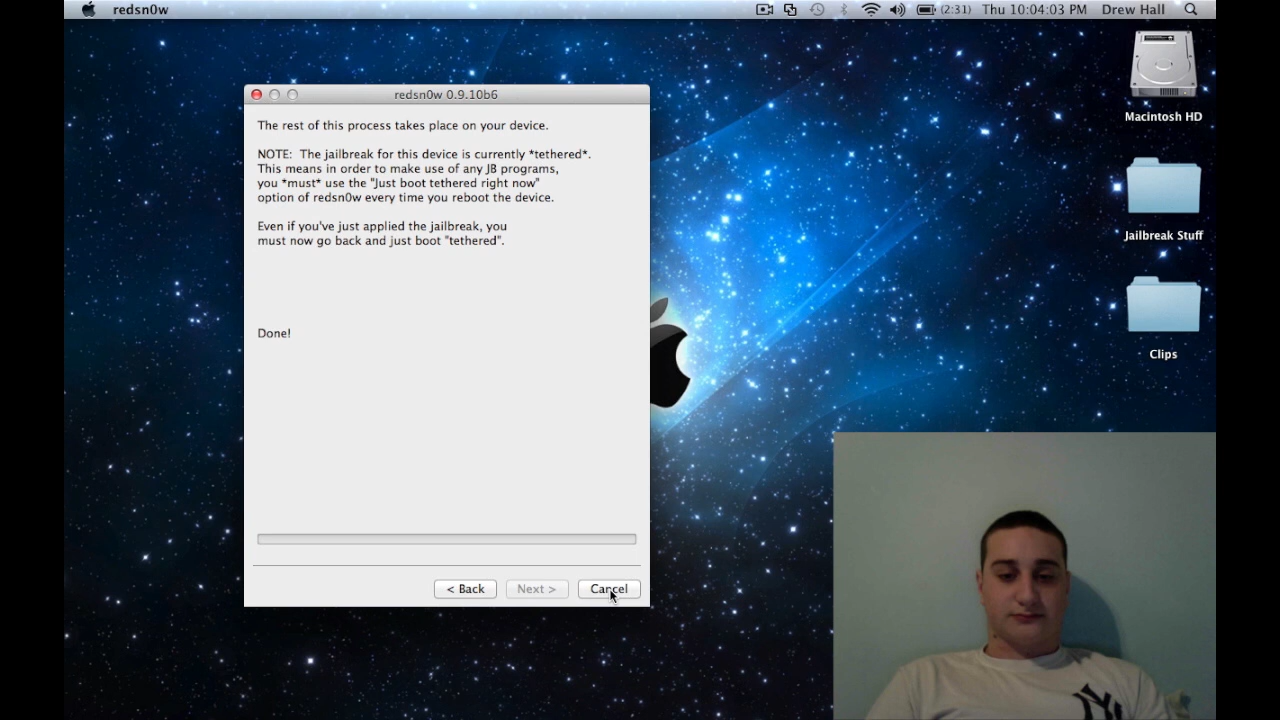 redsn0w
(2:31) Thu 10:04:03 PM Drew Hall
redsn0w 0.9.10b6
The rest of this process takes place on your device.
NOTE: The jailbreak for this device is currently *tethered*.
This means in order to make use of any JB programs,
you *must* use the "Just boot tethered right now"
option of redsn0w every time you reboot the device.
Even if you've just applied the jailbreak, you
must now go back and just boot "tethered".
Done!
< Back Next > Cancel
Macintosh HD
Jailbreak Stuff
Clips
NY